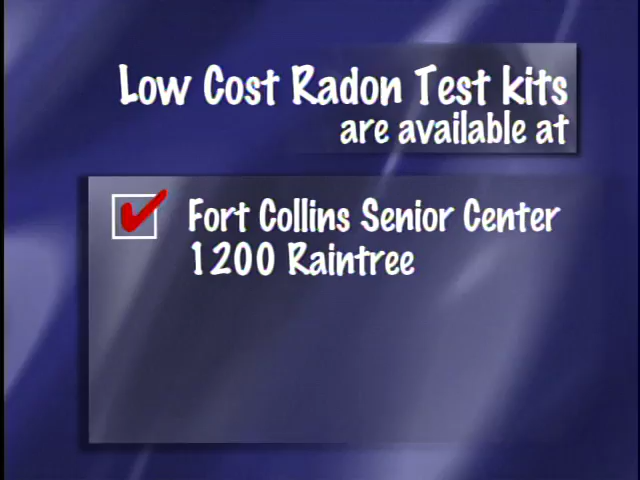 Low Cost Radon Test kits
are available at
Fort Collins Senior Center
1200 Raintree